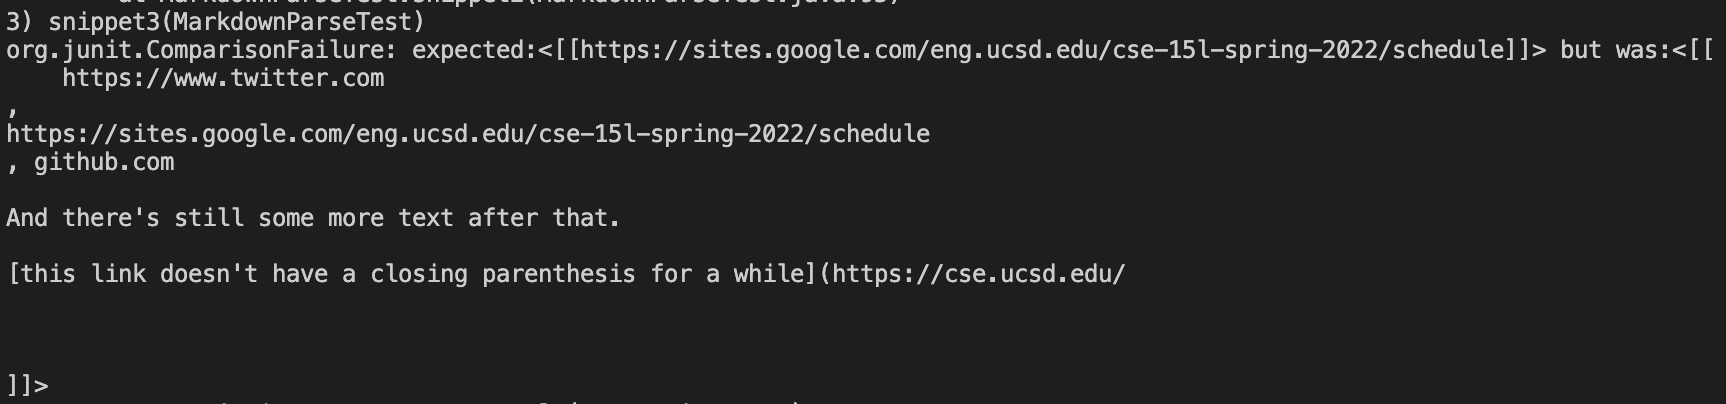 3) snippet3(MarkdownParseTest)
org.junit.ComparisonFailure: expected:<[[https://sites.google.com/eng.ucsd.edu/cse-15l-spring-2022/schedule]]> but was:<[[
    https://www.twitter.com
,
https://sites.google.com/eng.ucsd.edu/cse-15l-spring-2022/schedule
, github.com
And there's still some more text after that.
[this link doesn't have a closing parenthesis for a while](https://cse.ucsd.edu/
]]>